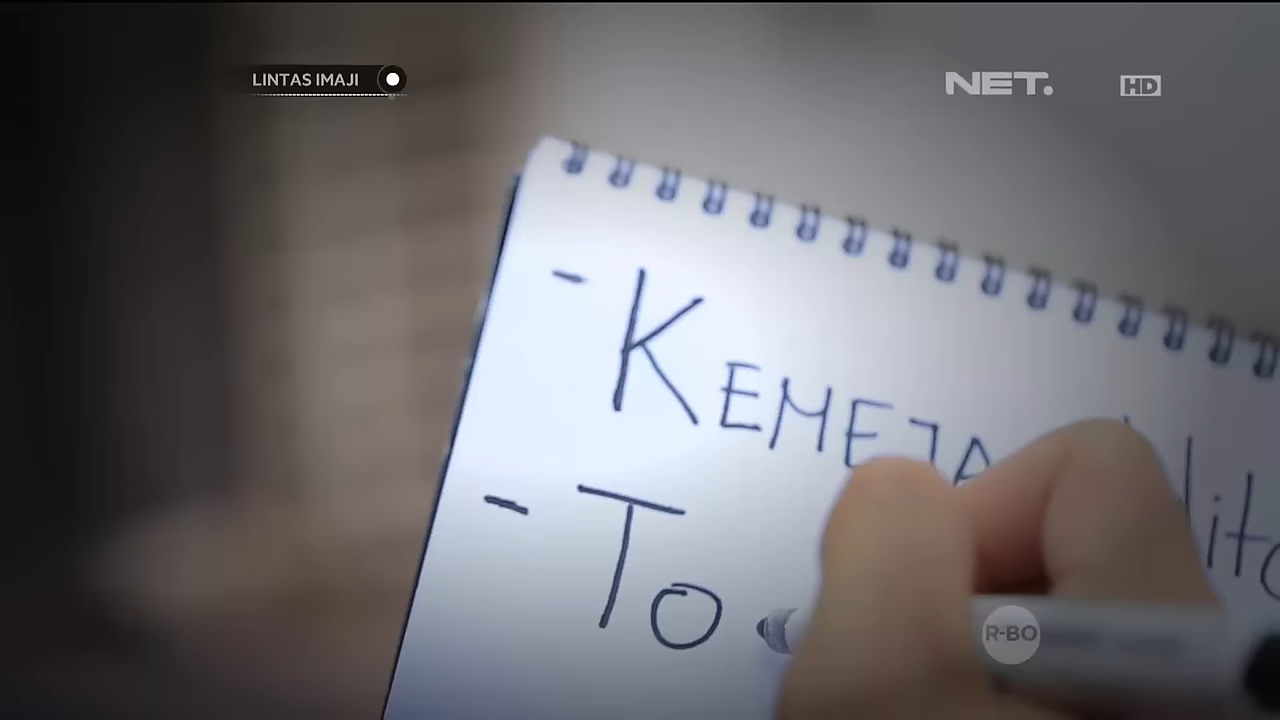 LINTAS IMAJI
NET.
HD
- KEMEJA
- To
R-BO